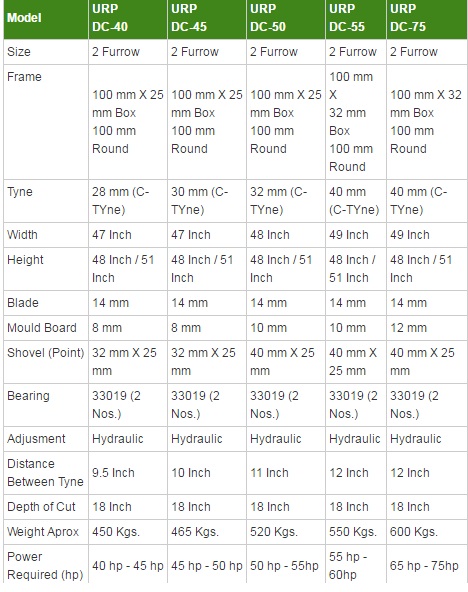 Model URP DC-40 URP DC-45 URP DC-50 URP DC-55 URP DC-75
Size 2 Furrow 2 Furrow 2 Furrow 2 Furrow 2 Furrow
Frame 100 mm X 25 mm Box 100 mm Round 100 mm X 25 mm Box 100 mm Round 100 mm X 25 mm Box 100 mm Round 100 mm X 32 mm Box 100 mm Round 100 mm X 32 mm Box 100 mm Round
Tyne 28 mm (C-TYne) 30 mm (C-TYne) 32 mm (C-TYne) 40 mm (C-TYne) 40 mm (C-TYne)
Width 47 Inch 47 Inch 48 Inch 49 Inch 49 Inch
Height 48 Inch / 51 Inch 48 Inch / 51 Inch 48 Inch / 51 Inch 48 Inch / 51 Inch 48 Inch / 51 Inch
Blade 14 mm 14 mm 14 mm 14 mm 14 mm
Mould Board 8 mm 8 mm 10 mm 10 mm 12 mm
Shovel (Point) 32 mm X 25 mm 32 mm X 25 mm 40 mm X 25 mm 40 mm X 25 mm 40 mm X 25 mm
Bearing 33019 (2 Nos.) 33019 (2 Nos.) 33019 (2 Nos.) 33019 (2 Nos.) 33019 (2 Nos.)
Adjusment Hydraulic Hydraulic Hydraulic Hydraulic Hydraulic
Distance Between Tyne 9.5 Inch 10 Inch 11 Inch 12 Inch 12 Inch
Depth of Cut 18 Inch 18 Inch 18 Inch 18 Inch 18 Inch
Weight Aprox 450 Kgs. 465 Kgs. 520 Kgs. 550 Kgs. 600 Kgs.
Power Required (hp) 40 hp - 45 hp 45 hp - 50 hp 50 hp - 55hp 55 hp - 60hp 65 hp - 75hp